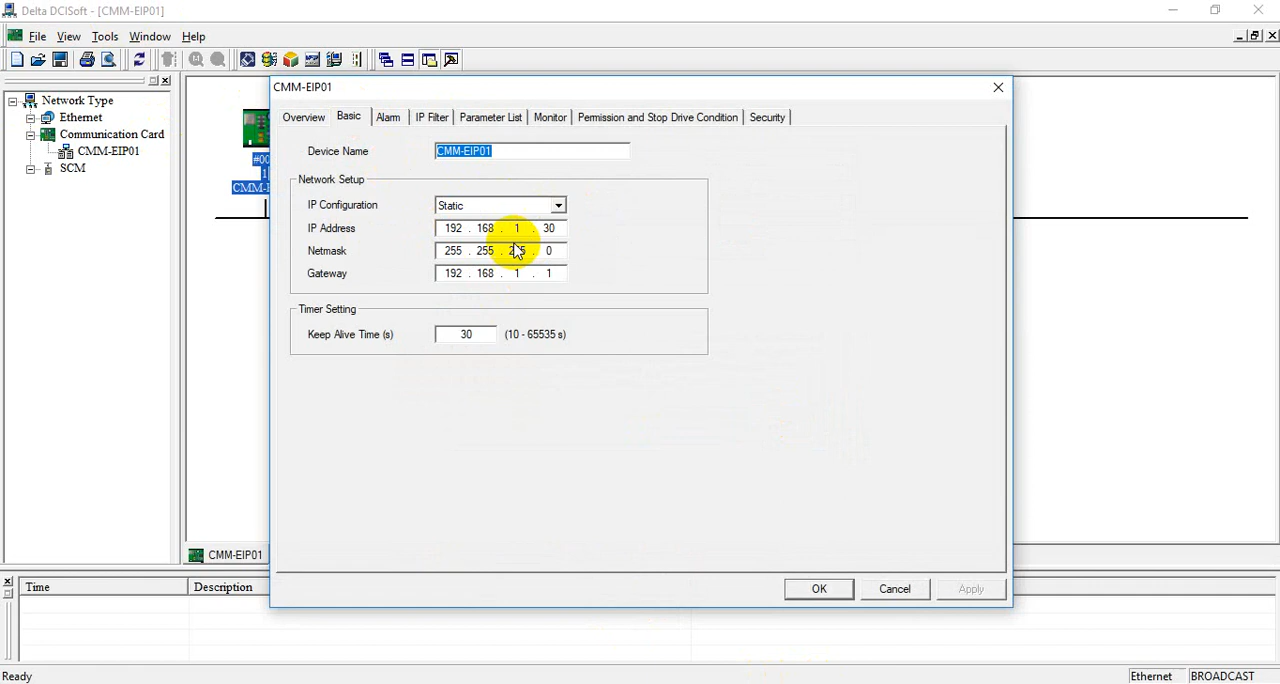 Delta DCISoft - [CMM-EIP01]
File View Tools Window Help
Network Type
Ethernet
Communication Card
CMM-EIP01
SCM
#00
1
CMM-E
CMM-EIP01
CMM-EIP01
Overview Basic Alarm IP Filter Parameter List Monitor Permission and Stop Drive Condition Security
Device Name CMM-EIP01
Network Setup
IP Configuration Static
IP Address 192 . 168 . 1 . 30
Netmask 255 . 255 . . 0
Gateway 192 . 168 . 1 . 1
Timer Setting
Keep Alive Time (s) 30 (10 - 65535 s)
OK Cancel Apply
Time Description
Ready Ethernet BROADCAST